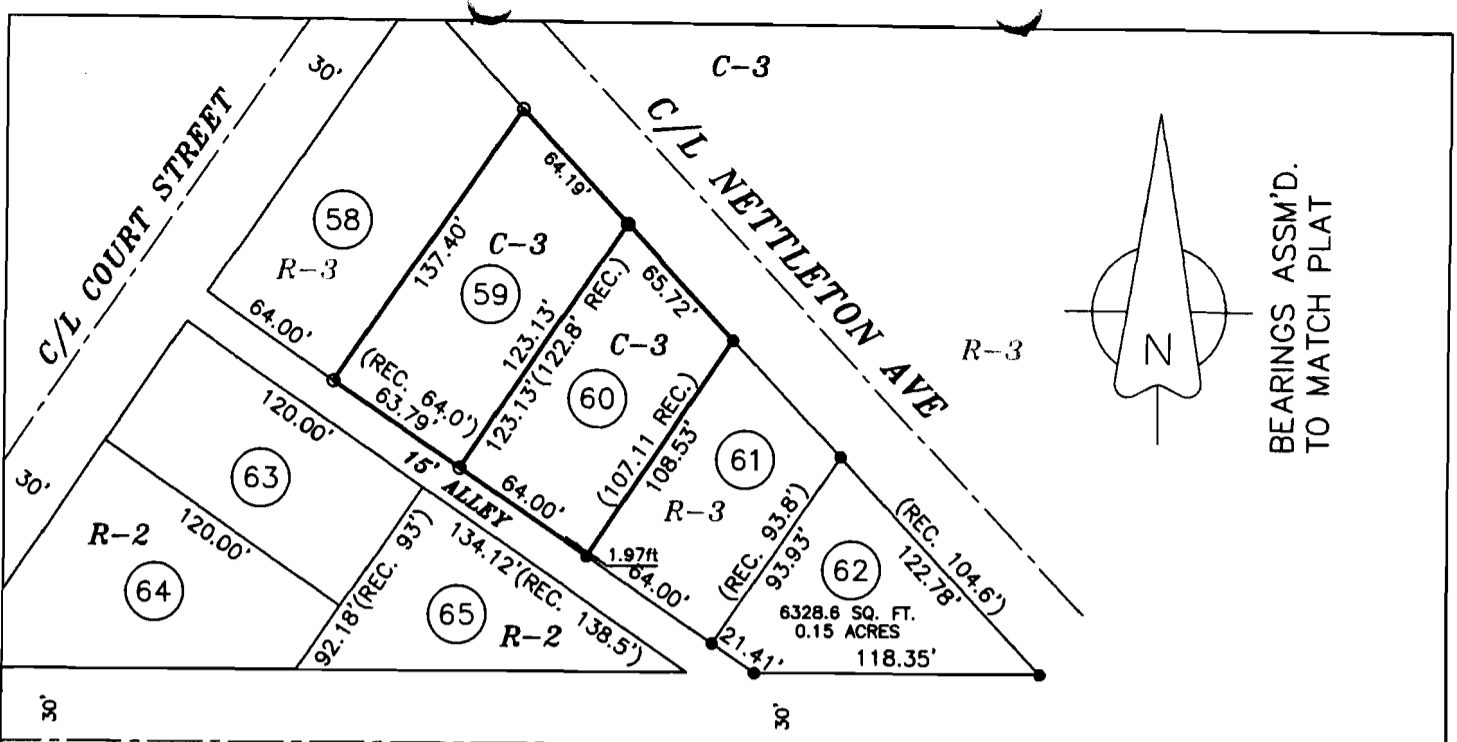 C-3
30'
C/L COURT STREET
C/L NETTLETON AVE
64.19'
58
R-3
137.40'
C-3
59
123.13'
123.13'(122.8' REC.)
65.72'
C-3
60
R-3
N
BEARINGS ASSM'D.
TO MATCH PLAT
64.00'
(REC. 64.0')
63.79'
120.00'
15' ALLEY
64.00'
(107.11 REC.)
108.53'
61
R-3
63
30'
R-2
120.00'
64
92.18'(REC. 93')
134.12'(REC. 138.5')
65
R-2
1.97ft
64.00'
(REC. 93.8')
93.93'
62
6328.6 SQ. FT.
0.15 ACRES
(REC. 104.6')
122.78'
21.41'
118.35'
30'
30'